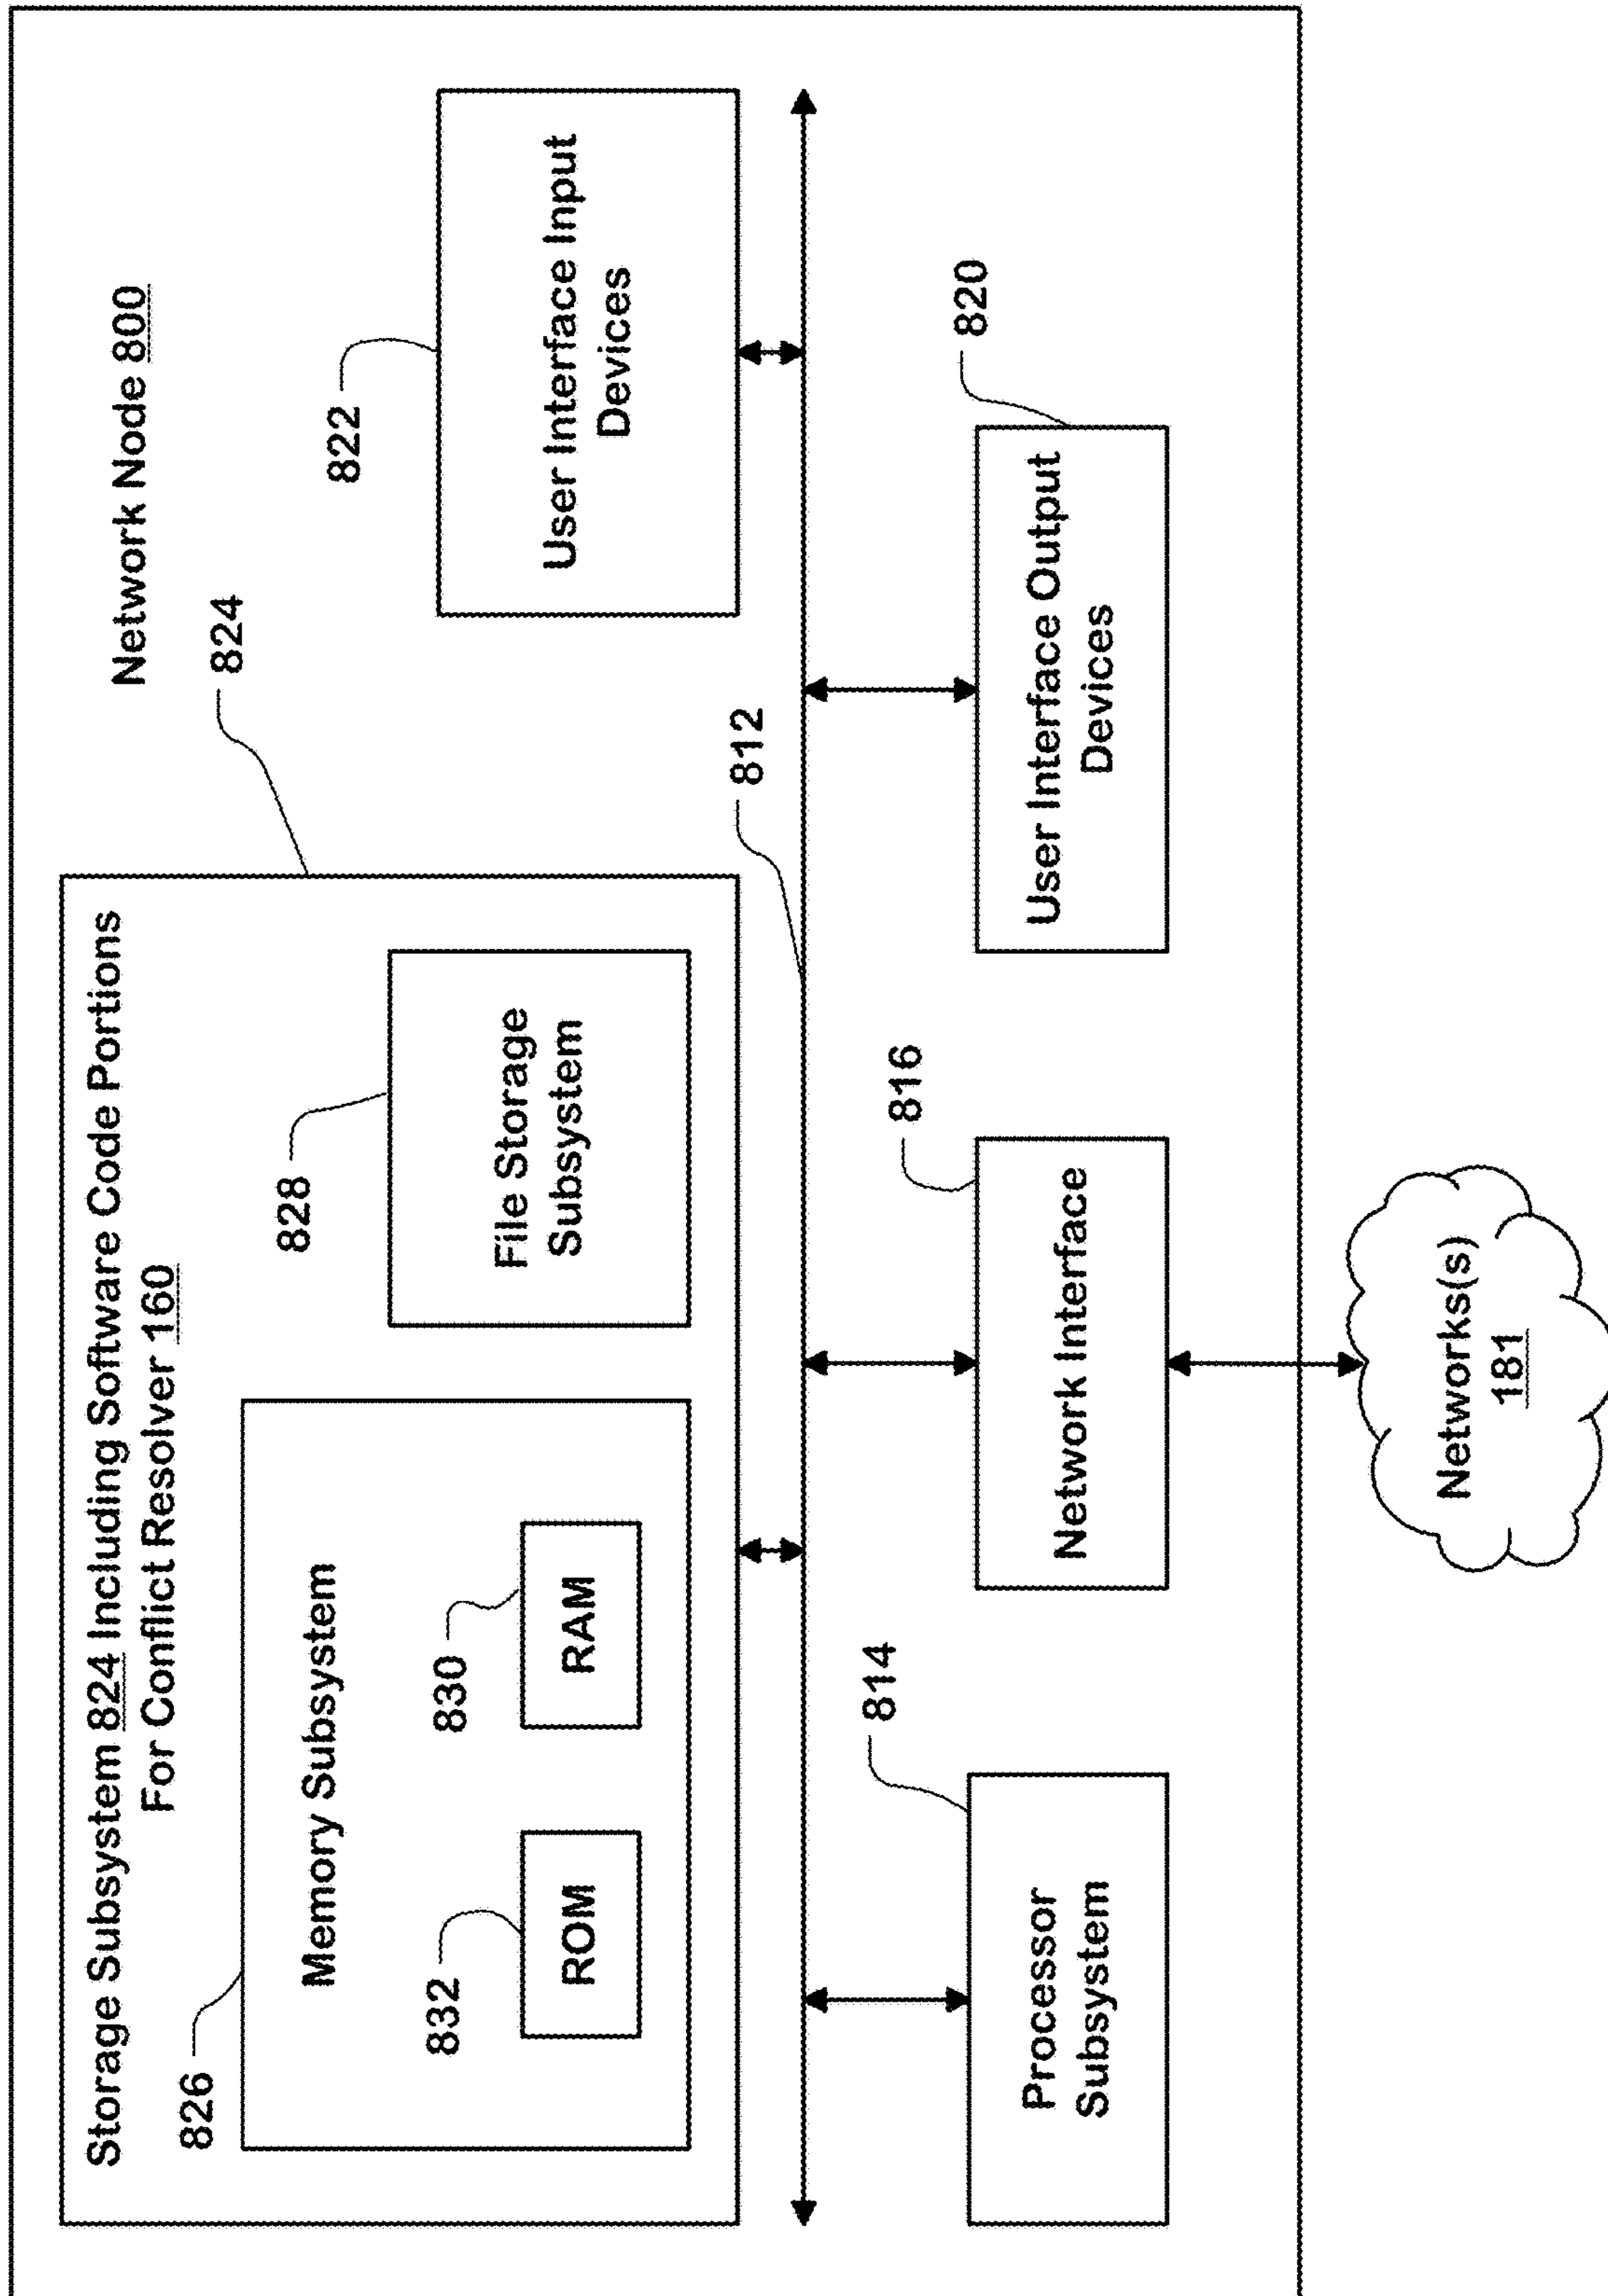 Storage Subsystem 824 Including Software Code Portions
For Conflict Resolver 160
824
Network Node 800
826
Memory Subsystem
832
ROM
830
RAM
828
File Storage
Subsystem
822
User Interface Input
Devices
812
814
Processor
Subsystem
816
Network Interface
820
User Interface Output
Devices
Networks(s)
181